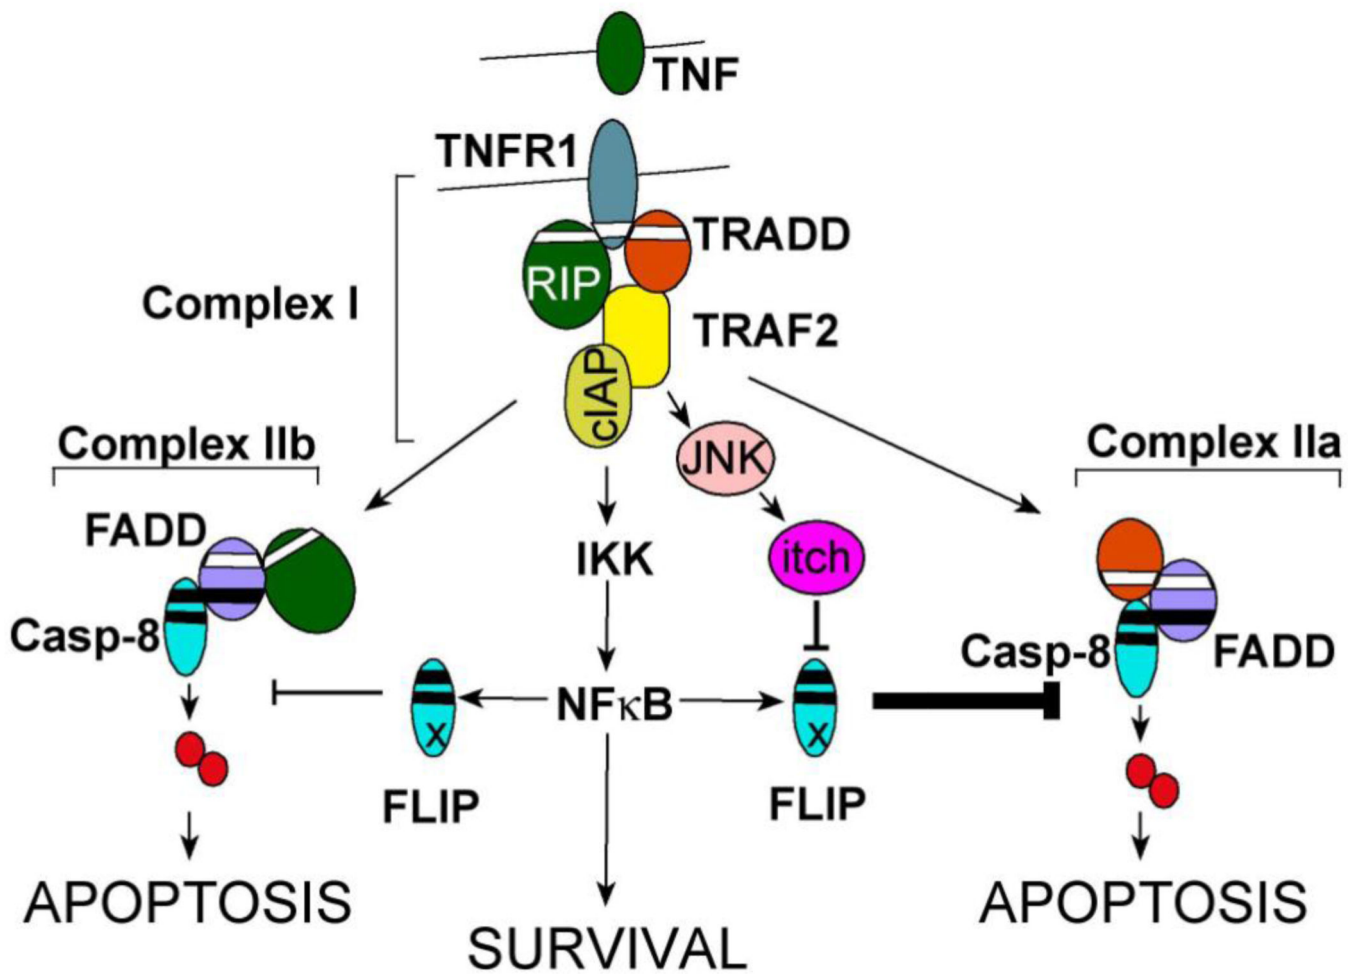 TNF
TNFR1
TRADD
RIP
Complex I
TRAF2
cIAP
Complex IIb
JNK
Complex IIa
FADD
IKK
itch
Casp-8
Casp-8
FADD
NFκB
X
X
FLIP
FLIP
APOPTOSIS
APOPTOSIS
SURVIVAL